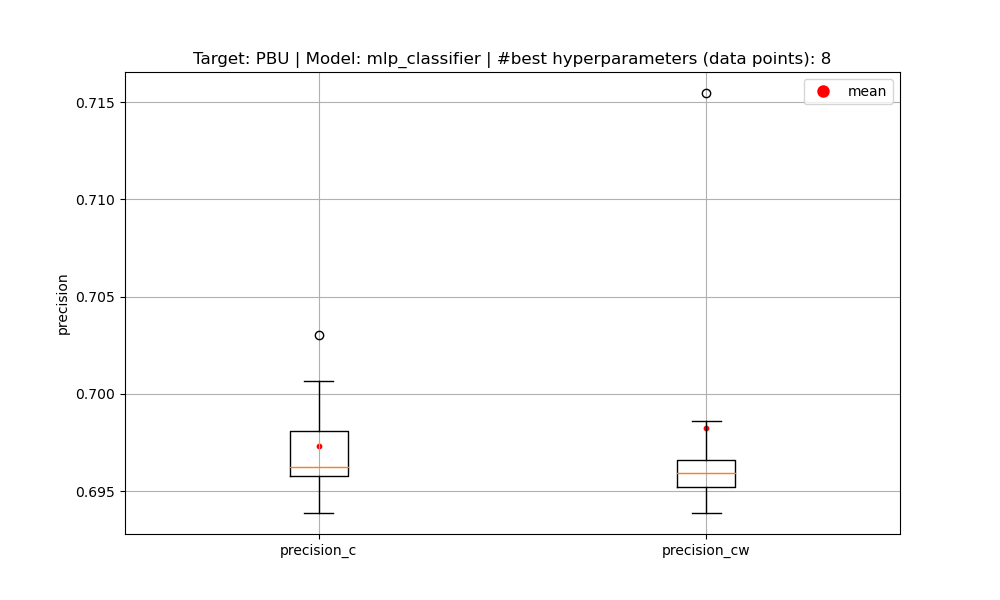 Target: PBU | Model: mlp_classifier | #best hyperparameters (data points): 8
mean
0.715
0.710
0.705
0.700
0.695
precision
precision_c
precision_cw